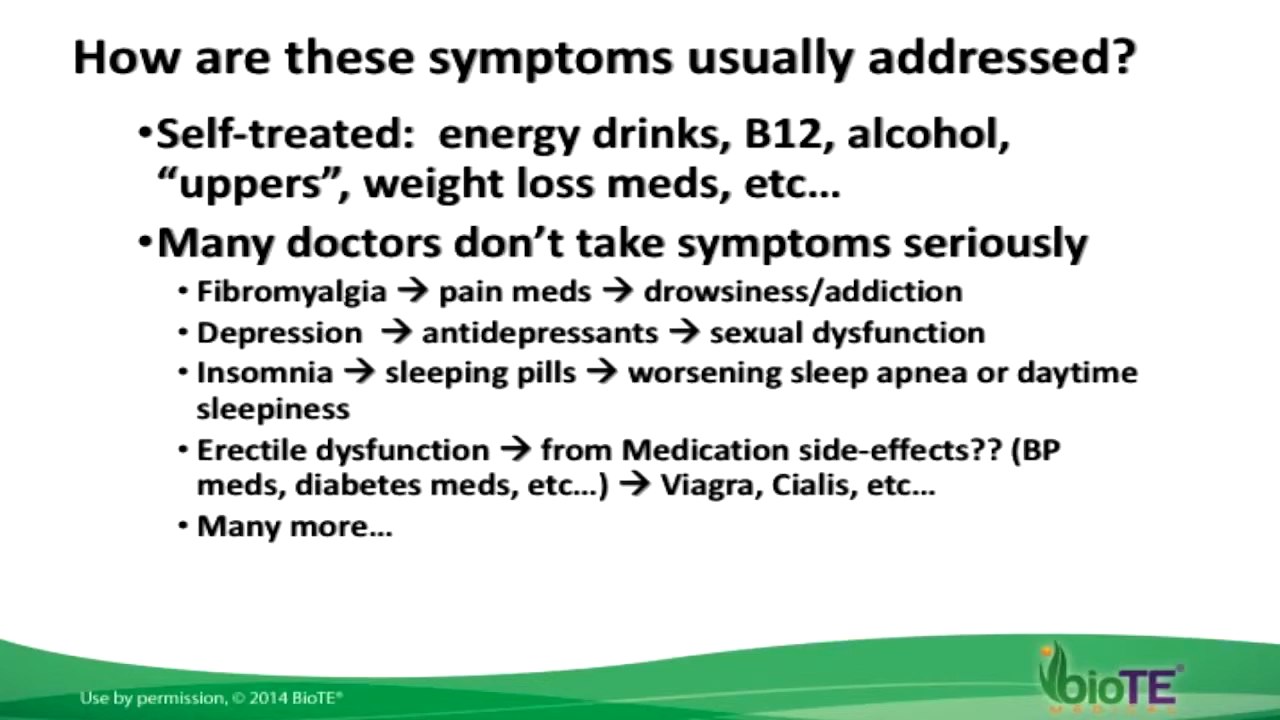 How are these symptoms usually addressed?
•Self-treated:  energy drinks, B12, alcohol,
“uppers”, weight loss meds, etc…
•Many doctors don’t take symptoms seriously
• Fibromyalgia → pain meds → drowsiness/addiction
• Depression  → antidepressants → sexual dysfunction
• Insomnia → sleeping pills → worsening sleep apnea or daytime
sleepiness
• Erectile dysfunction → from Medication side-effects?? (BP
meds, diabetes meds, etc…) → Viagra, Cialis, etc…
• Many more…
Use by permission, © 2014 BioTE®
bioTE®
MEDICAL